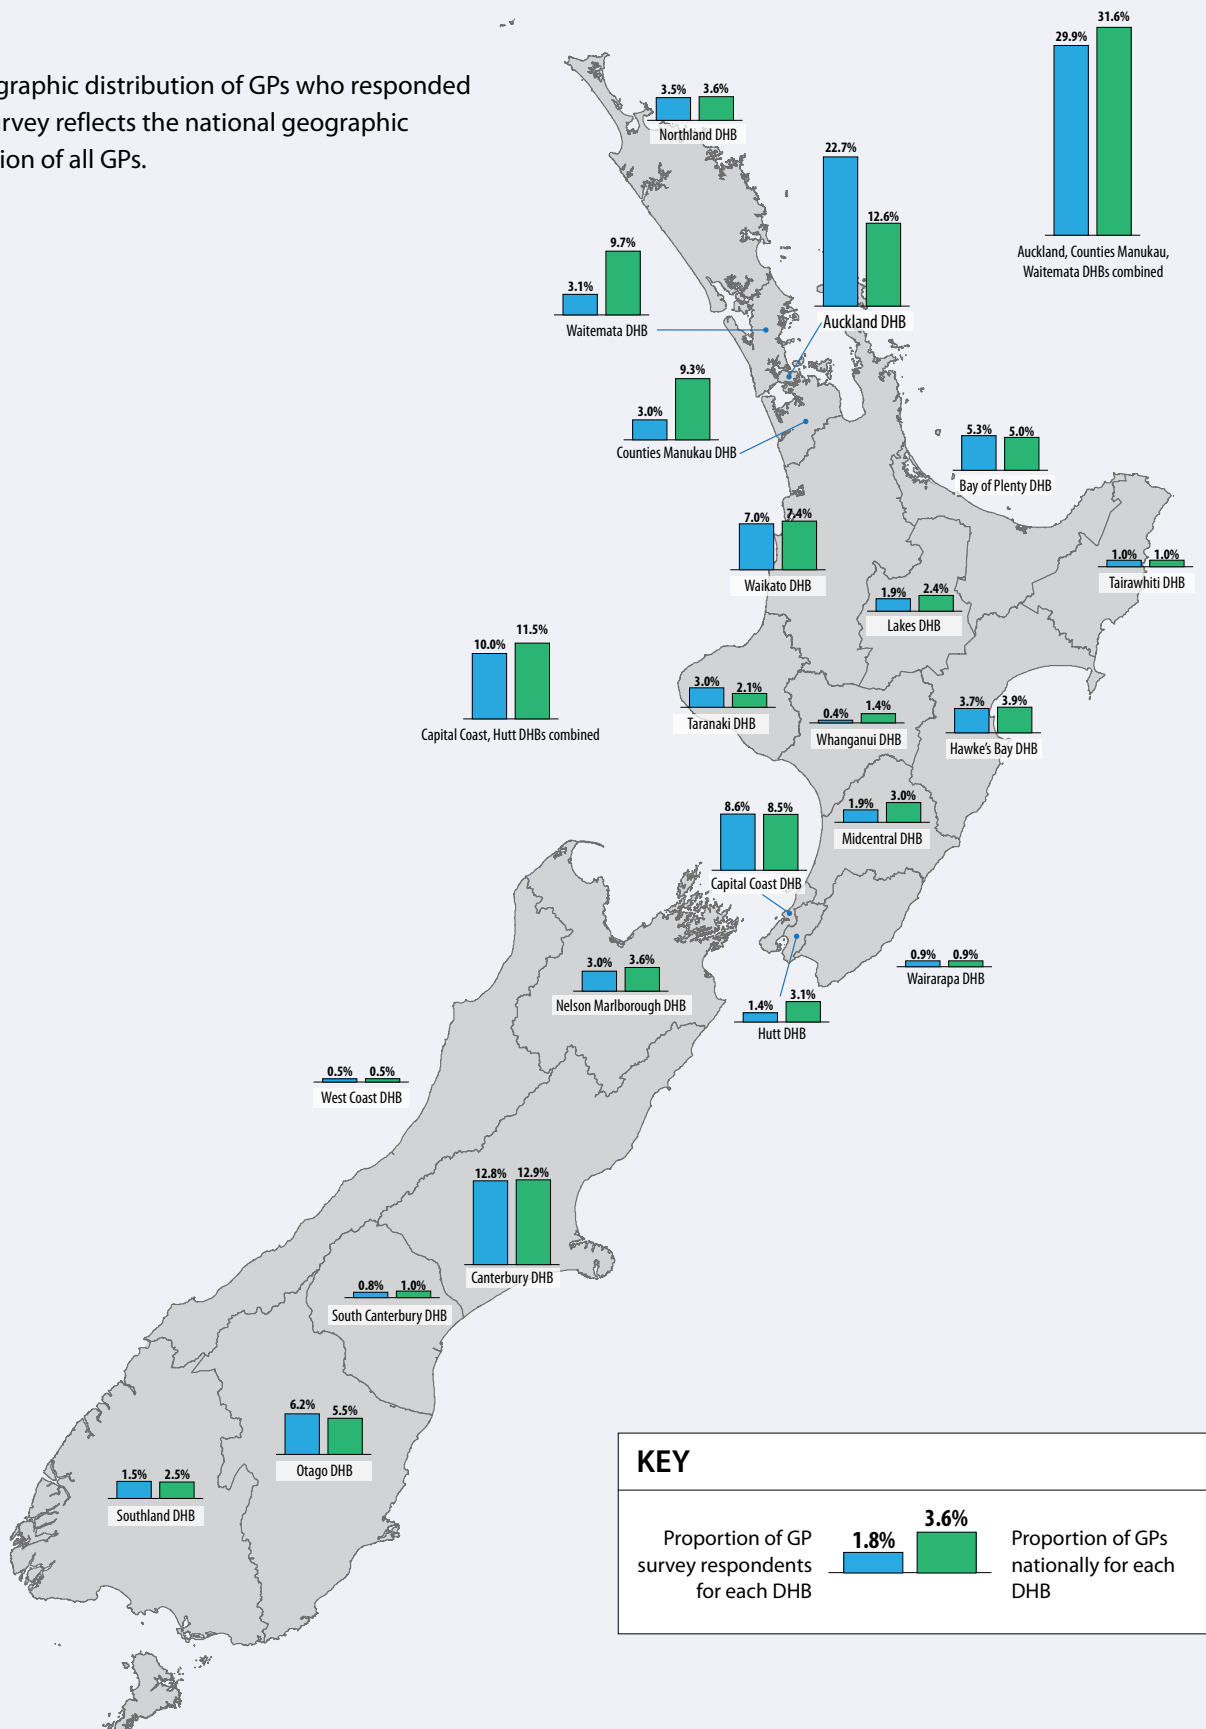 graphic distribution of GPs who responded
urvey reflects the national geographic
ion of all GPs.
29.9%
31.6%
Auckland, Counties Manukau,
Waitemata DHBs combined
3.5%
3.6%
Northland DHB
22.7%
12.6%
Auckland DHB
3.1%
9.7%
Waitemata DHB
3.0%
9.3%
Counties Manukau DHB
5.3%
5.0%
Bay of Plenty DHB
7.0%
7.4%
Waikato DHB
1.0%
1.0%
Tairawhiti DHB
1.9%
2.4%
Lakes DHB
10.0%
11.5%
Capital Coast, Hutt DHBs combined
3.0%
2.1%
Taranaki DHB
0.4%
1.4%
Whanganui DHB
3.7%
3.9%
Hawke's Bay DHB
1.9%
3.0%
Midcentral DHB
8.6%
8.5%
Capital Coast DHB
0.9%
0.9%
Wairarapa DHB
3.0%
3.6%
Nelson Marlborough DHB
1.4%
3.1%
Hutt DHB
0.5%
0.5%
West Coast DHB
12.8%
12.9%
Canterbury DHB
0.8%
1.0%
South Canterbury DHB
6.2%
5.5%
Otago DHB
1.5%
2.5%
Southland DHB
KEY
Proportion of GP
survey respondents
for each DHB
1.8%
3.6%
Proportion of GPs
nationally for each
DHB